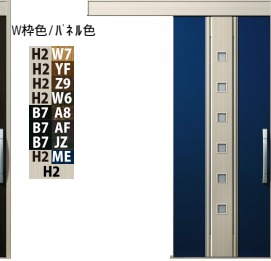 W枠色/ﾊﾟﾈﾙ色
H2 W7
H2 YF
H2 Z9
H2 W6
B7 A8
B7 AF
B7 JZ
H2 ME
H2